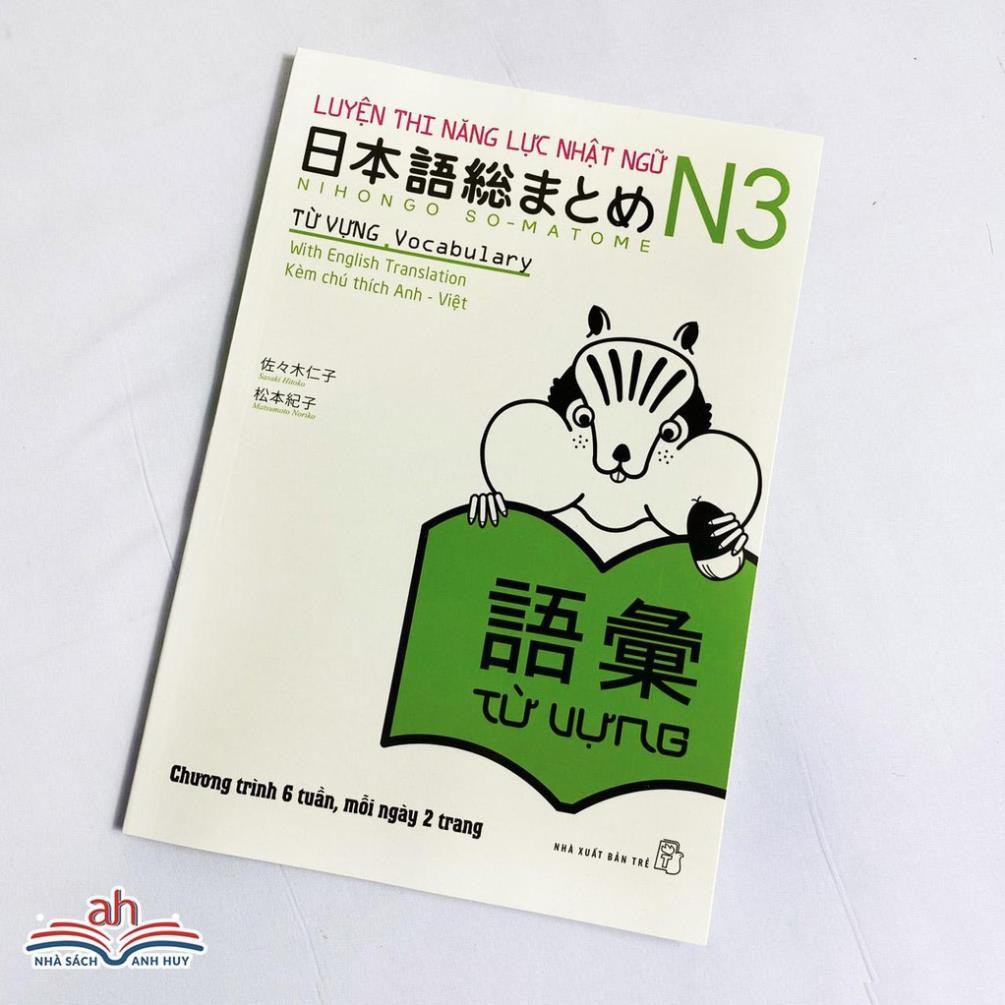 LUYỆN THI NĂNG LỰC NHẬT NGỮ
日本語総まとめ N3
NIHONGO SO-MATOME
TỪ VỰNG Vocabulary
With English Translation
Kèm chú thích Anh - Việt
佐々木仁子
Sasaki Hitoko
松本紀子
Matsumoto Noriko
語彙
TỪ VỰNG
Chương trình 6 tuần, mỗi ngày 2 trang
NHÀ XUẤT BẢN TRẺ
ah
NHÀ SÁCH ANH HUY